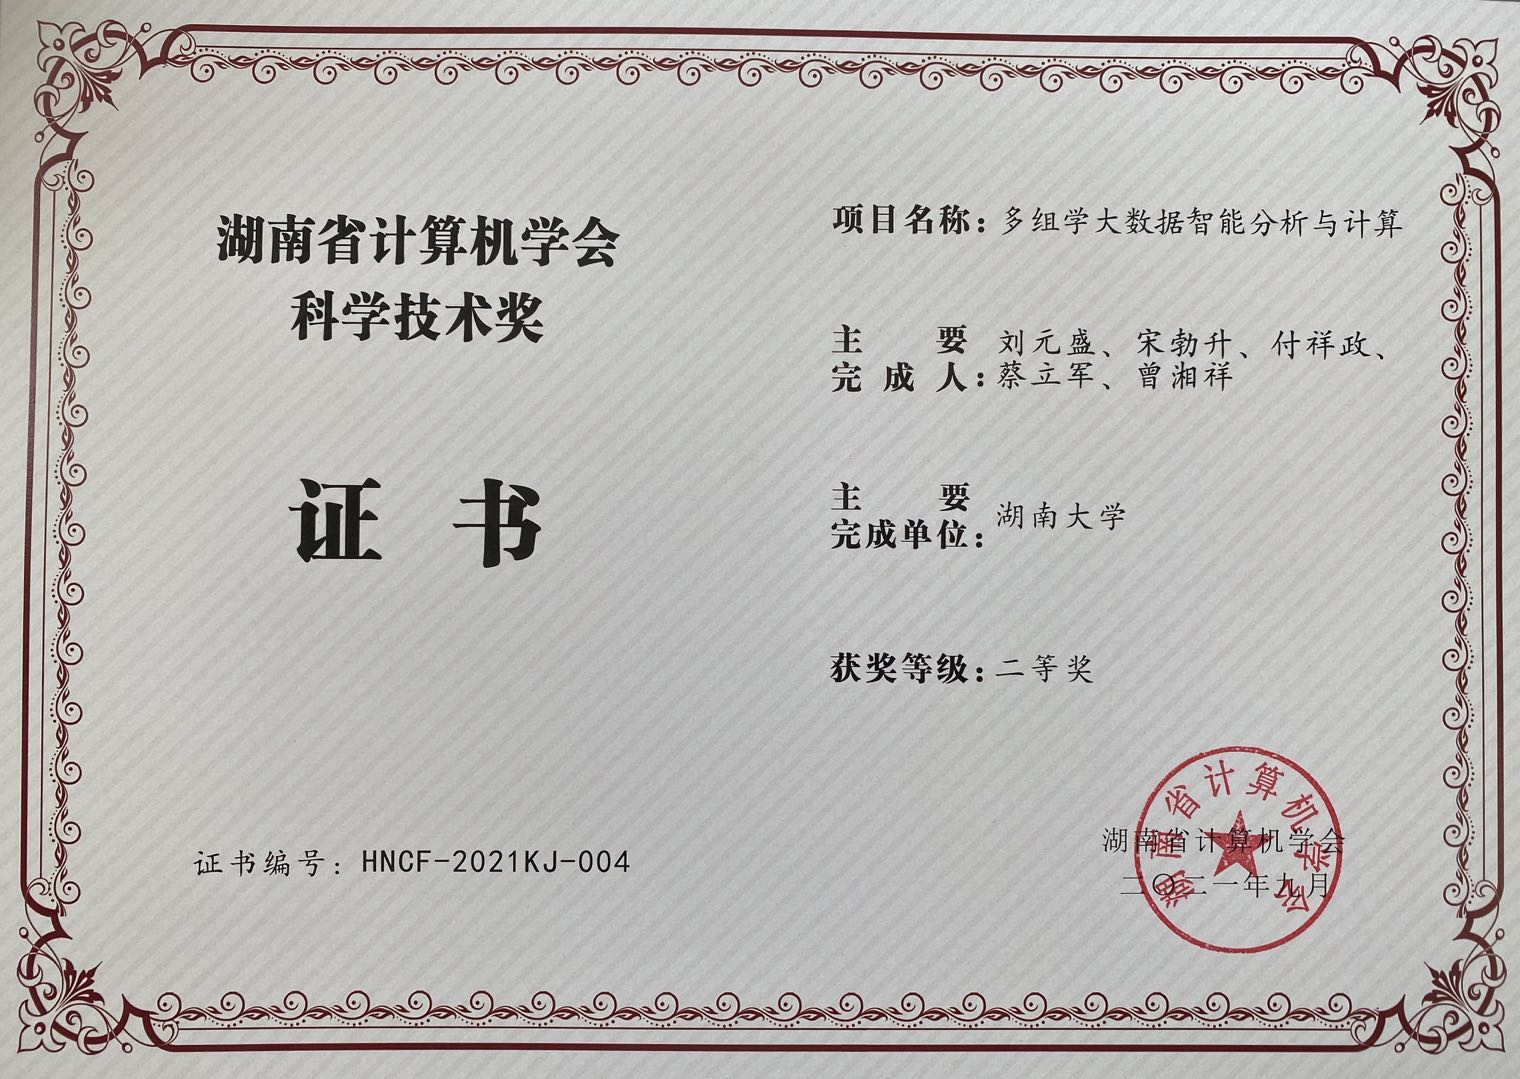 湖南省计算机学会
科学技术奖
证书
证书编号：HNCF-2021KJ-004
项目名称：多组学大数据智能分析与计算
主要 刘元盛、宋勃升、付祥政、
完成人：蔡立军、曾湘祥
主要
完成单位：湖南大学
获奖等级：二等奖
湖南省计算机学会
二〇二一年九月
湖南省计算机学会